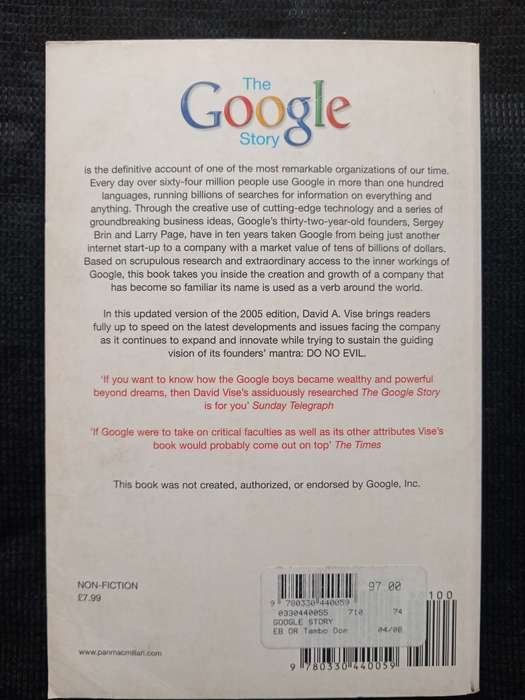 The
Google
Story
is the definitive account of one of the most remarkable organizations of our time.
Every day over sixty-four million people use Google in more than one hundred
languages, running billions of searches for information on everything and
anything. Through the creative use of cutting-edge technology and a series of
groundbreaking business ideas, Google's thirty-two-year-old founders, Sergey
Brin and Larry Page, have in ten years taken Google from being just another
internet start-up to a company with a market value of tens of billions of dollars.
Based on scrupulous research and extraordinary access to the inner workings of
Google, this book takes you inside the creation and growth of a company that
has become so familiar its name is used as a verb around the world.
In this updated version of the 2005 edition, David A. Vise brings readers
fully up to speed on the latest developments and issues facing the company
as it continues to expand and innovate while trying to sustain the guiding
vision of its founders' mantra: DO NO EVIL.
'If you want to know how the Google boys became wealthy and powerful
beyond dreams, then David Vise's assiduously researched The Google Story
is for you' Sunday Telegraph
'If Google were to take on critical faculties as well as its other attributes Vise's
book would probably come out on top' The Times
This book was not created, authorized, or endorsed by Google, Inc.
NON-FICTION
£7.99
97 00
9 780330 440059
0330440055 710 74
GOOGLE STORY
EB OR Tambo Dom 04/08
100
www.panmacmillan.com
9 780330 440059